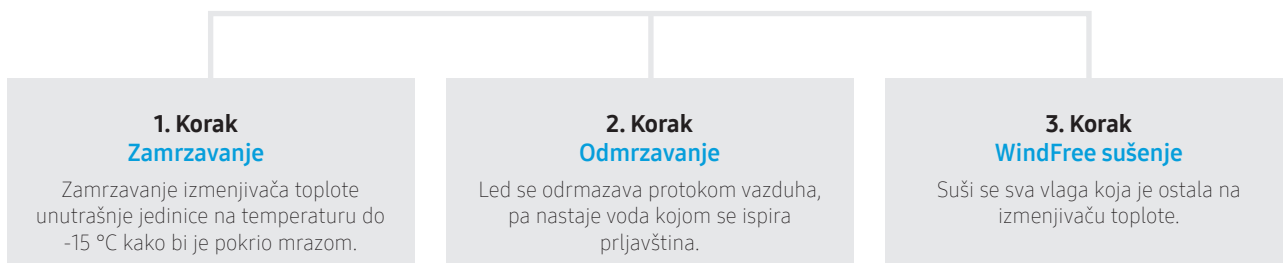 1. Korak
Zamrzavanje
Zamrzavanje izmenjivača toplote
unutrašnje jedinice na temperaturu do
-15 °C kako bi je pokrio mrazom.
2. Korak
Odmrzavanje
Led se odrmazava protokom vazduha,
pa nastaje voda kojom se ispira
prljavština.
3. Korak
WindFree sušenje
Suši se sva vlaga koja je ostala na
izmenjivaču toplote.